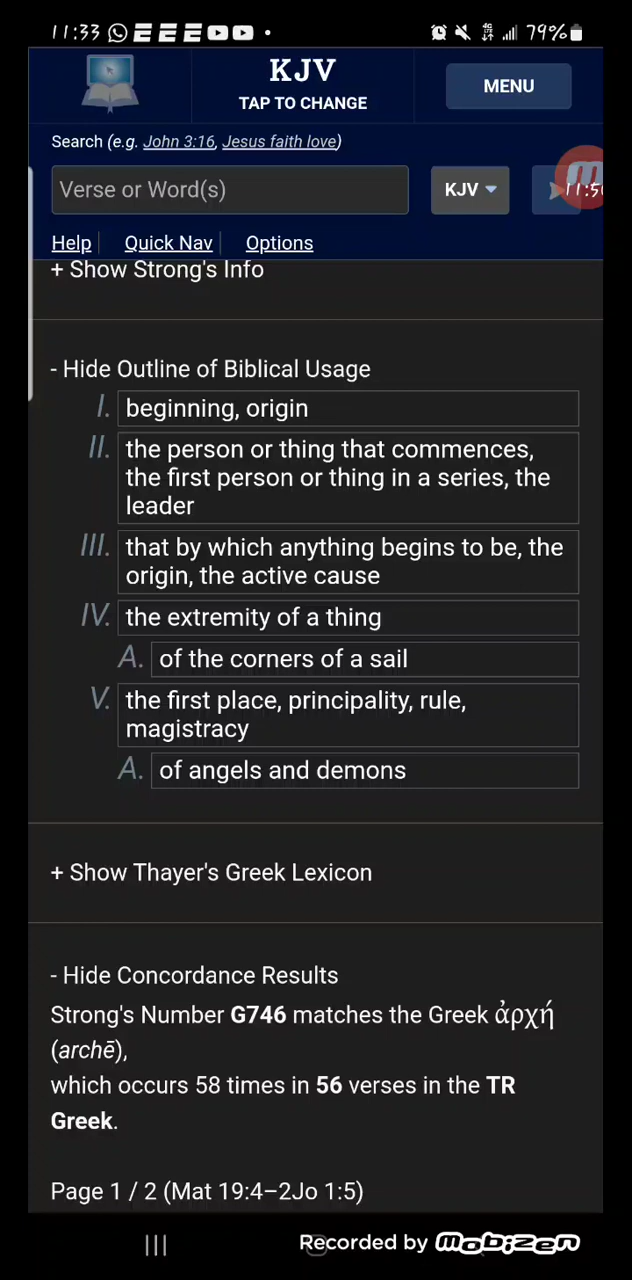 11:33
79%
KJV
TAP TO CHANGE
MENU
Search (e.g. John 3:16, Jesus faith love)
Verse or Word(s)
KJV
Help
Quick Nav
Options
+ Show Strong's Info
- Hide Outline of Biblical Usage
I. beginning, origin
II. the person or thing that commences,
the first person or thing in a series, the
leader
III. that by which anything begins to be, the
origin, the active cause
IV. the extremity of a thing
A. of the corners of a sail
V. the first place, principality, rule,
magistracy
A. of angels and demons
+ Show Thayer's Greek Lexicon
- Hide Concordance Results
Strong's Number G746 matches the Greek ἀρχή
(archē),
which occurs 58 times in 56 verses in the TR
Greek.
Page 1 / 2 (Mat 19:4–2Jo 1:5)
Recorded by mobizen